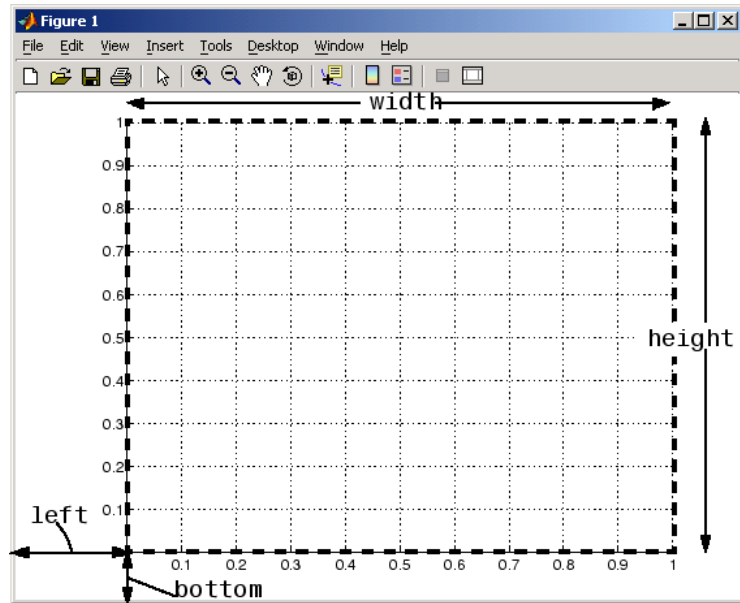 Figure 1
File Edit View Insert Tools Desktop Window Help
width
1
0.9
0.8
0.7
0.6
0.5
height
0.4
0.3
0.2
0.1
left
0.1 0.2 0.3 0.4 0.5 0.6 0.7 0.8 0.9 1
bottom